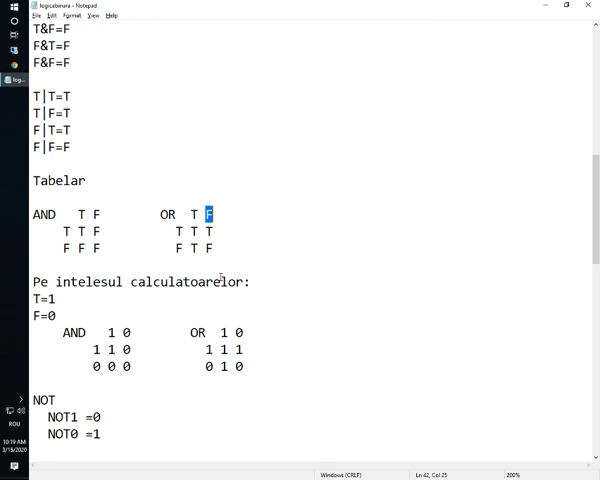 logicabinara - Notepad
File Edit Format View Help
T&F=F
F&T=F
F&F=F
T|T=T
T|F=T
F|T=T
F|F=F
Tabelar
AND T F OR T F
T T F T T T
F F F F T F
Pe intelesul calculatoarelor:
T=1
F=0
AND 1 0 OR 1 0
1 1 0 1 1 1
0 0 0 0 1 0
NOT
NOT1 =0
NOT0 =1
log...
ROU
10:19 AM
3/15/2020
Windows (CRLF) Ln 42, Col 25 200%